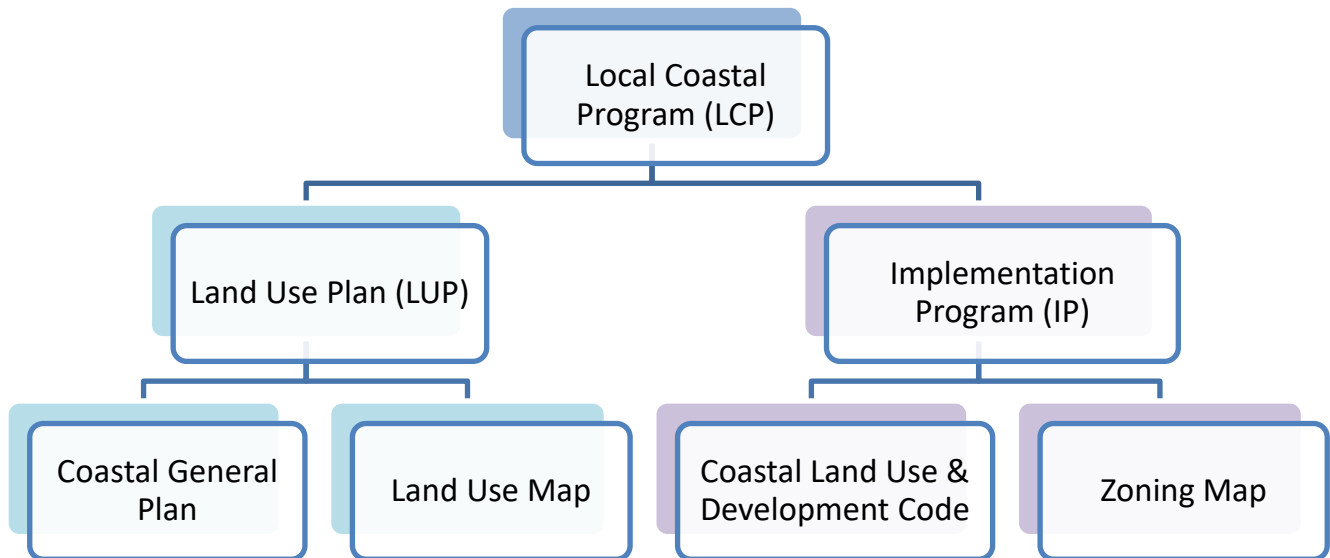 Local Coastal
Program (LCP)
Land Use Plan (LUP)
Implementation
Program (IP)
Coastal General
Plan
Land Use Map
Coastal Land Use &
Development Code
Zoning Map